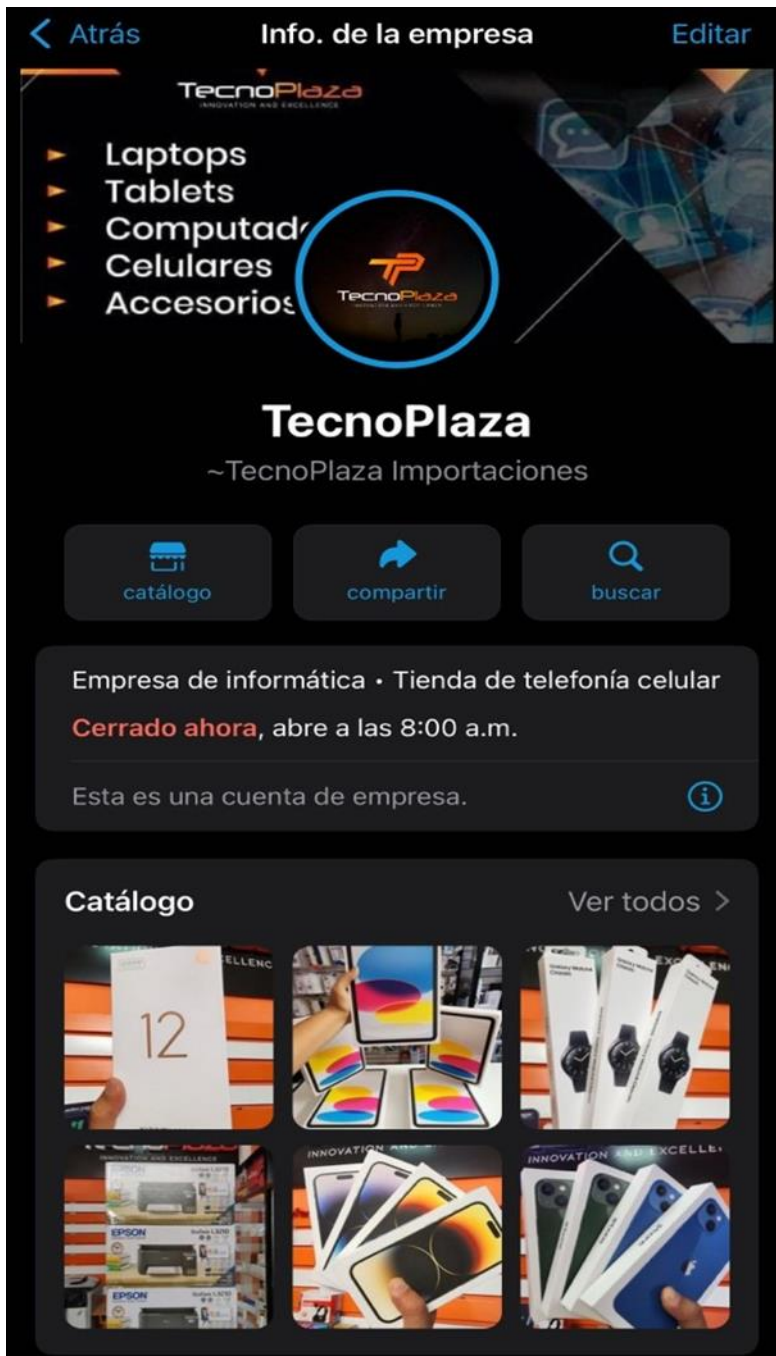 Atrás
Info. de la empresa
Editar
TecnoPlaza
INNOVATION AND EXCELLENCE
Laptops
Tablets
Computad
Celulares
Accesorios
TecnoPlaza
TecnoPlaza
~TecnoPlaza Importaciones
catálogo
compartir
buscar
Empresa de informática • Tienda de telefonía celular
Cerrado ahora, abre a las 8:00 a.m.
Esta es una cuenta de empresa.
Catálogo
Ver todos >
12
INNOVATION AND EXCELLENCE
EPSON
EPSON
EPSON
INNOVATION AND
INNOVATION AND EXCELLE